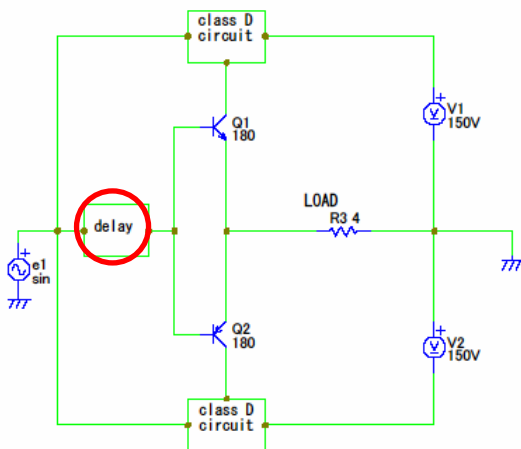 class D
circuit
Q1
180
V1
150V
LOAD
R3 4
delay
e1
sin
Q2
180
V2
150V
class D
circuit